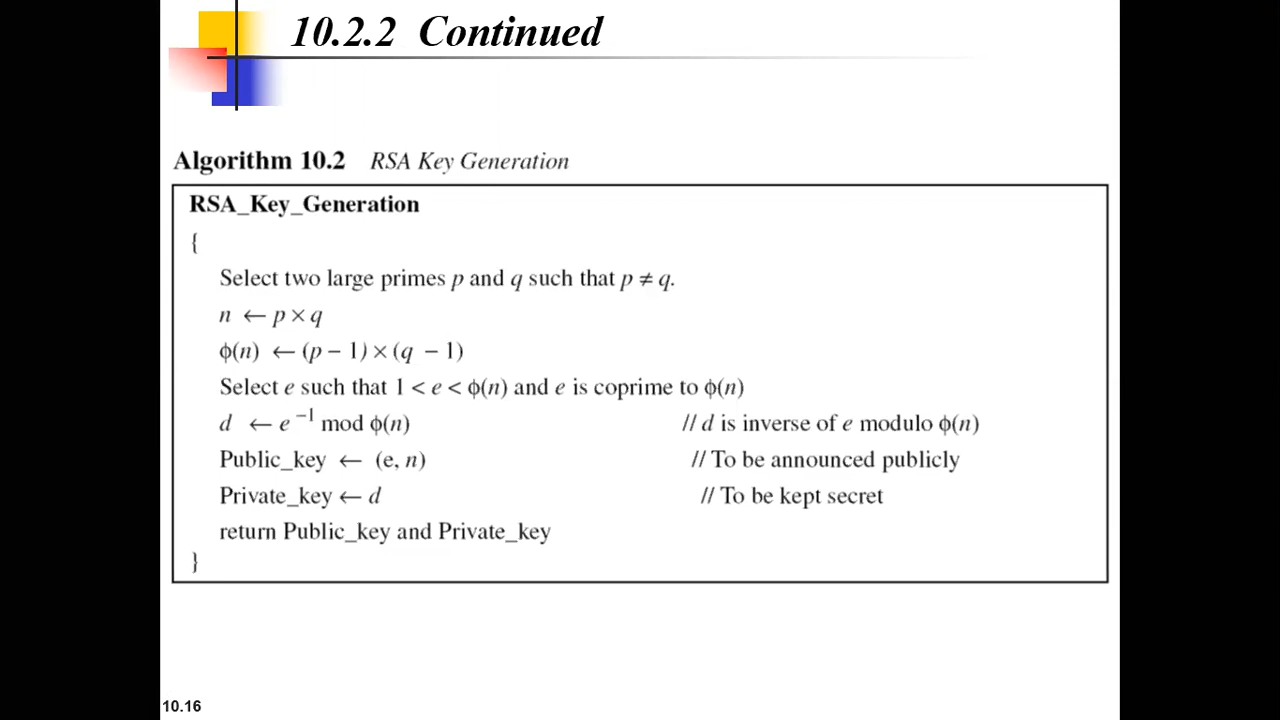 10.2.2 Continued
Algorithm 10.2 RSA Key Generation
RSA_Key_Generation
{
Select two large primes p and q such that p ≠ q.
n ← p × q
ϕ(n) ← (p − 1) × (q − 1)
Select e such that 1 < e < ϕ(n) and e is coprime to ϕ(n)
d ← e⁻¹ mod ϕ(n) // d is inverse of e modulo ϕ(n)
Public_key ← (e, n) // To be announced publicly
Private_key ← d // To be kept secret
return Public_key and Private_key
}
10.16